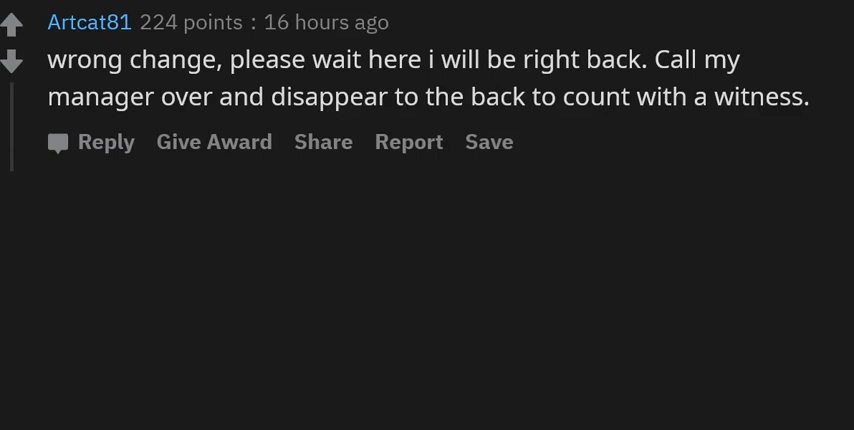 Artcat81 224 points : 16 hours ago
wrong change, please wait here i will be right back. Call my
manager over and disappear to the back to count with a witness.
Reply Give Award Share Report Save